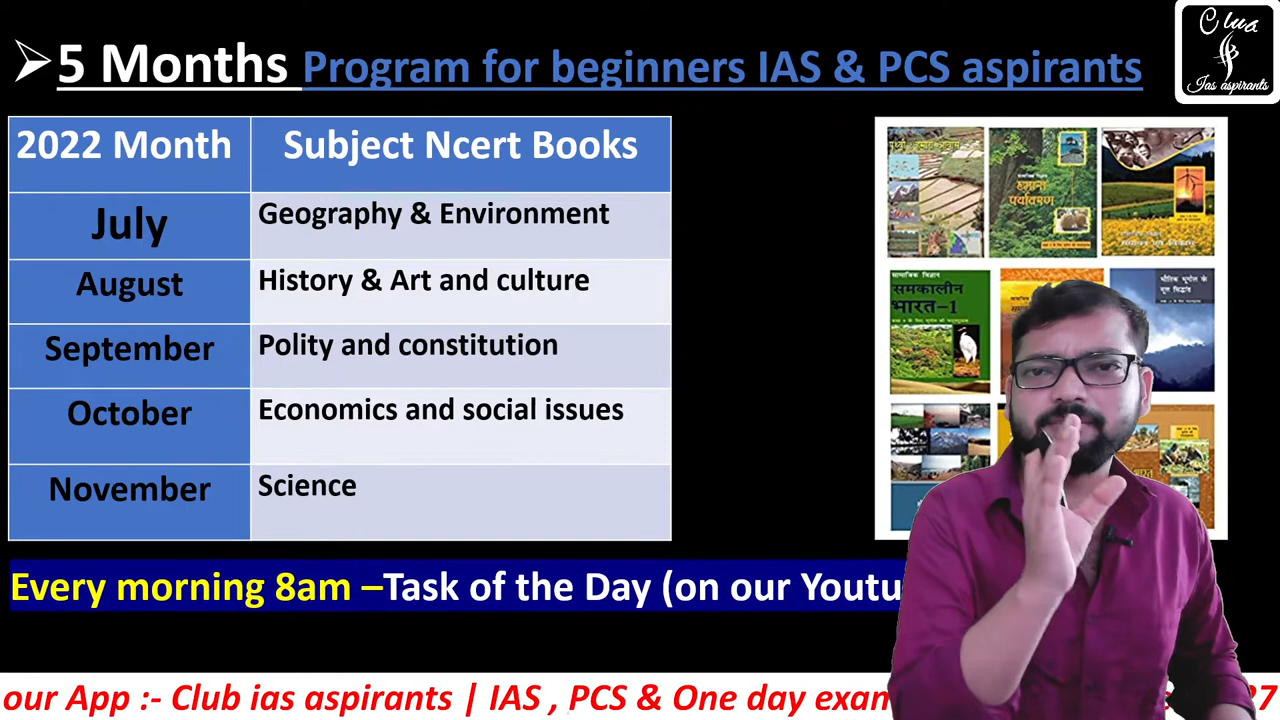 ➢5 Months Program for beginners IAS & PCS aspirants
Club
Ias aspirants
2022 Month Subject Ncert Books
July Geography & Environment
August History & Art and culture
September Polity and constitution
October Economics and social issues
November Science
हमारा
पर्यावरण
सामाजिक विज्ञान
समकालीन
भारत-1
भौतिक भूगोल के
मूल सिद्धांत
Every morning 8am –Task of the Day (on our Youtu
our App :- Club ias aspirants | IAS , PCS & One day exan
27